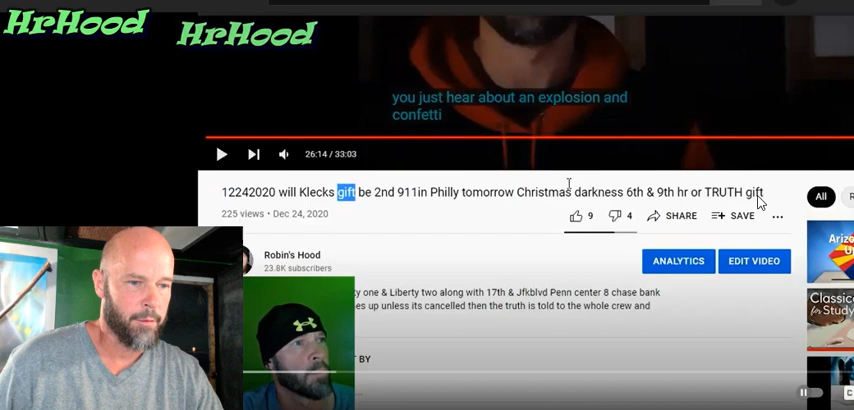 HrHood
HrHood
you just hear about an explosion and
confetti
26:14 / 33:03
12242020 will Klecks gift be 2nd 911in Philly tomorrow Christmas darkness 6th & 9th hr or TRUTH gift
225 views • Dec 24, 2020
9
4
SHARE
SAVE
All
Robin's Hood
23.8K subscribers
ANALYTICS
EDIT VIDEO
one & Liberty two along with 17th & Jfkblvd Penn center 8 chase bank
up unless its cancelled then the truth is told to the whole crew and
BY
Classic
for Study